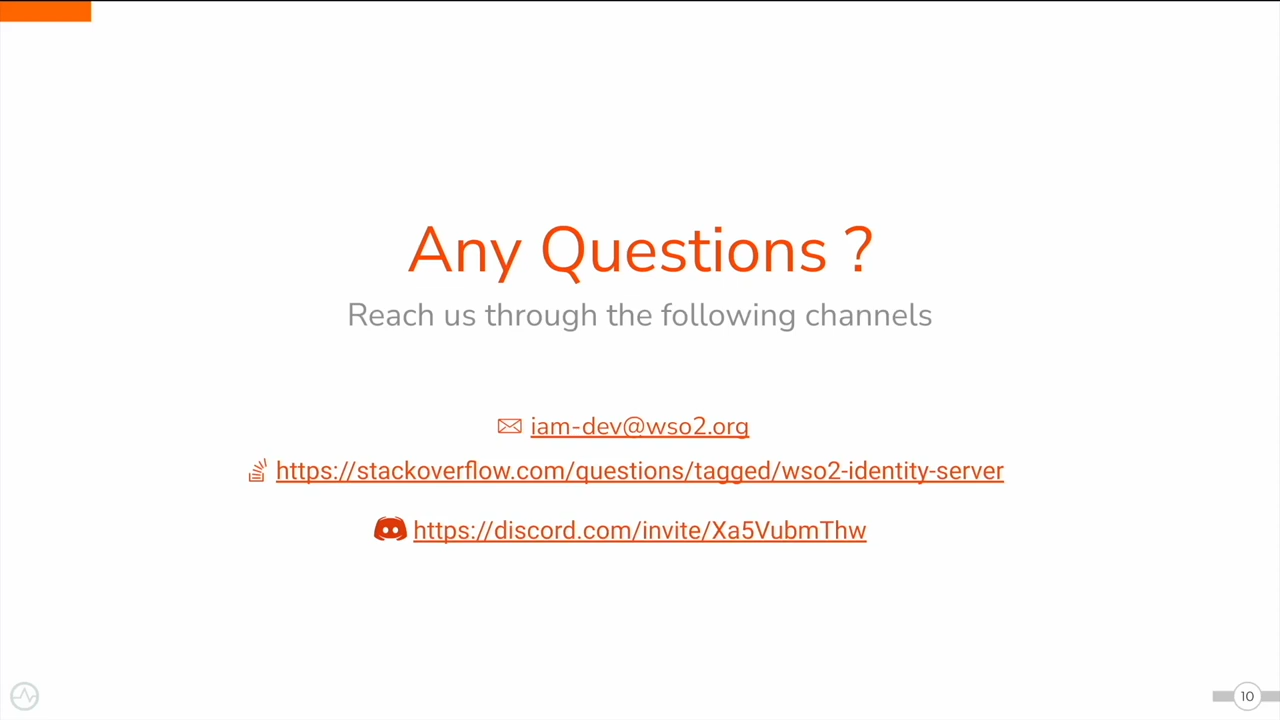 Any Questions ?
Reach us through the following channels
iam-dev@wso2.org
https://stackoverflow.com/questions/tagged/wso2-identity-server
https://discord.com/invite/Xa5VubmThw
10